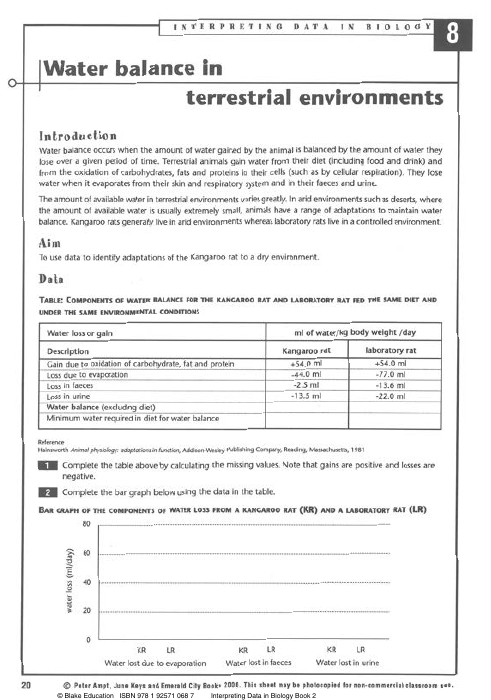 INTERPRETING DATA IN BIOLOGY
8
Water balance in
terrestrial environments
Introduction
Water balance occurs when the amount of water gained by the animal is balanced by the amount of water they
lose over a given period of time. Terrestrial animals gain water from their diet (including food and drink) and
from the oxidation of carbohydrates, fats and proteins in their cells (such as by cellular respiration). They lose
water when it evaporates from their skin and respiratory system and in their faeces and urine.
The amount of available water in terrestrial environments varies greatly. In arid environments such as deserts, where
the amount of available water is usually extremely small, animals have a range of adaptations to maintain water
balance. Kangaroo rats generally live in arid environments whereas laboratory rats live in a controlled environment.
Aim
To use data to identify adaptations of the Kangaroo rat to a dry environment.
Data
TABLE: COMPONENTS OF WATER BALANCE FOR THE KANGAROO RAT AND LABORATORY RAT FED THE SAME DIET AND
UNDER THE SAME ENVIRONMENTAL CONDITIONS
Water loss or gain ml of water/kg body weight /day
Description Kangaroo rat laboratory rat
Gain due to oxidation of carbohydrate, fat and protein +54.0 ml +54.0 ml
Loss due to evaporation -44.0 ml -77.0 ml
Loss in faeces -2.5 ml -13.6 ml
Loss in urine -13.5 ml -22.0 ml
Water balance (excluding diet)
Minimum water required in diet for water balance
Reference
Hainsworth Animal physiology: adaptations in function, Addison-Wesley Publishing Company, Reading, Massachusetts, 1981
1 Complete the table above by calculating the missing values. Note that gains are positive and losses are
negative.
2 Complete the bar graph below using the data in the table.
BAR GRAPH OF THE COMPONENTS OF WATER LOSS FROM A KANGAROO RAT (KR) AND A LABORATORY RAT (LR)
80
60
40
20
0
water loss (ml/day)
KR LR KR LR KR LR
Water lost due to evaporation Water lost in faeces Water lost in urine
20 © Peter Ampt, June Keys and Emerald City Books 2000. This sheet may be photocopied for non-commercial classroom use.
© Blake Education ISBN 978 1 92571 068 7 Interpreting Data in Biology Book 2